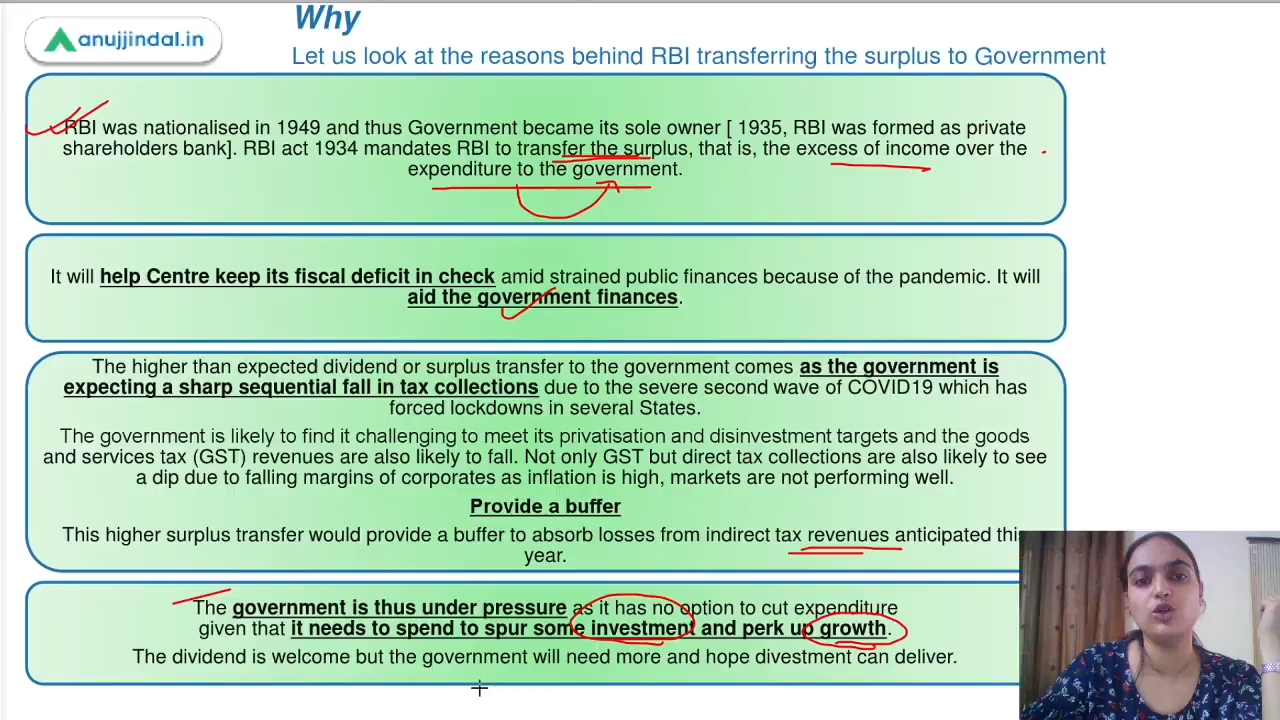 Why
anujjindal.in
Let us look at the reasons behind RBI transferring the surplus to Government
RBI was nationalised in 1949 and thus Government became its sole owner [ 1935, RBI was formed as private
shareholders bank]. RBI act 1934 mandates RBI to transfer the surplus, that is, the excess of income over the
expenditure to the government.
It will help Centre keep its fiscal deficit in check amid strained public finances because of the pandemic. It will
aid the government finances.
The higher than expected dividend or surplus transfer to the government comes as the government is
expecting a sharp sequential fall in tax collections due to the severe second wave of COVID19 which has
forced lockdowns in several States.
The government is likely to find it challenging to meet its privatisation and disinvestment targets and the goods
and services tax (GST) revenues are also likely to fall. Not only GST but direct tax collections are also likely to see
a dip due to falling margins of corporates as inflation is high, markets are not performing well.
Provide a buffer
This higher surplus transfer would provide a buffer to absorb losses from indirect tax revenues anticipated this
year.
The government is thus under pressure as it has no option to cut expenditure
given that it needs to spend to spur some investment and perk up growth.
The dividend is welcome but the government will need more and hope divestment can deliver.